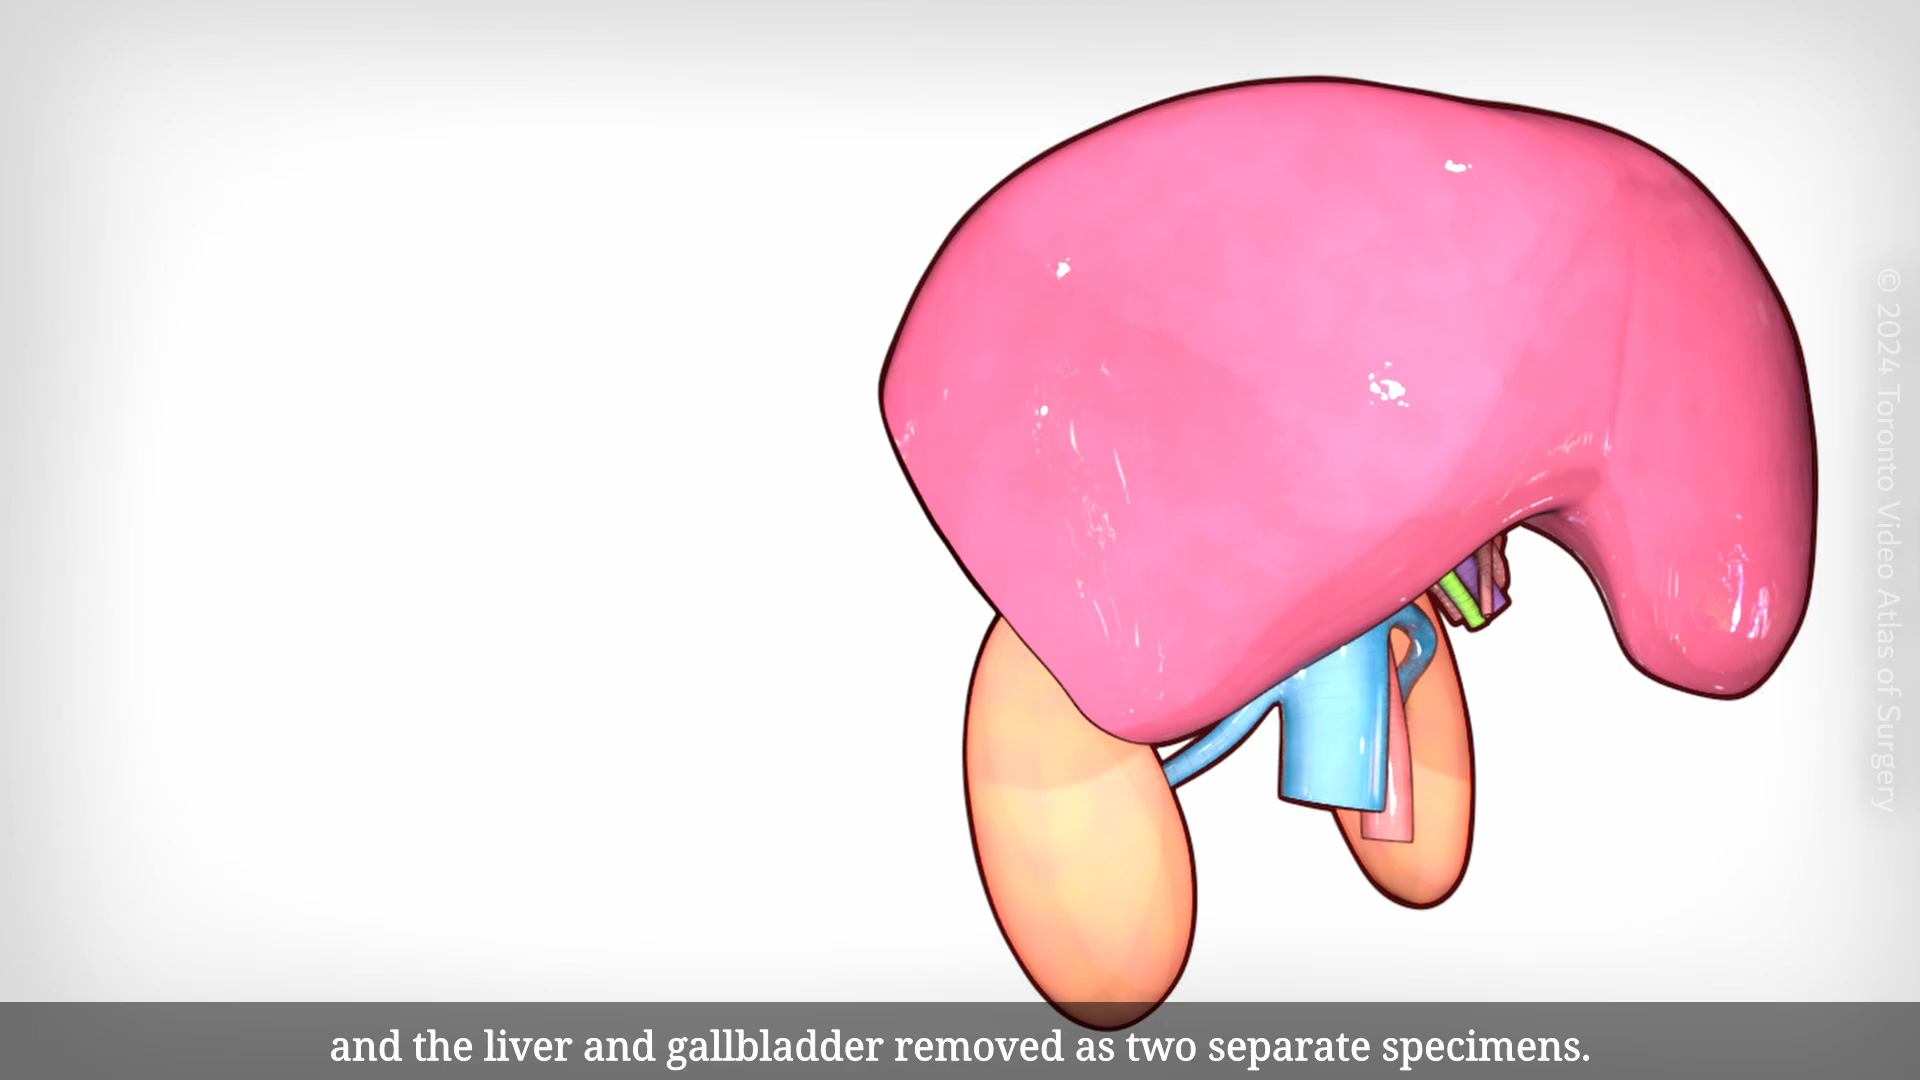 © 2024 Toronto Video Atlas of Surgery
and the liver and gallbladder removed as two separate specimens.